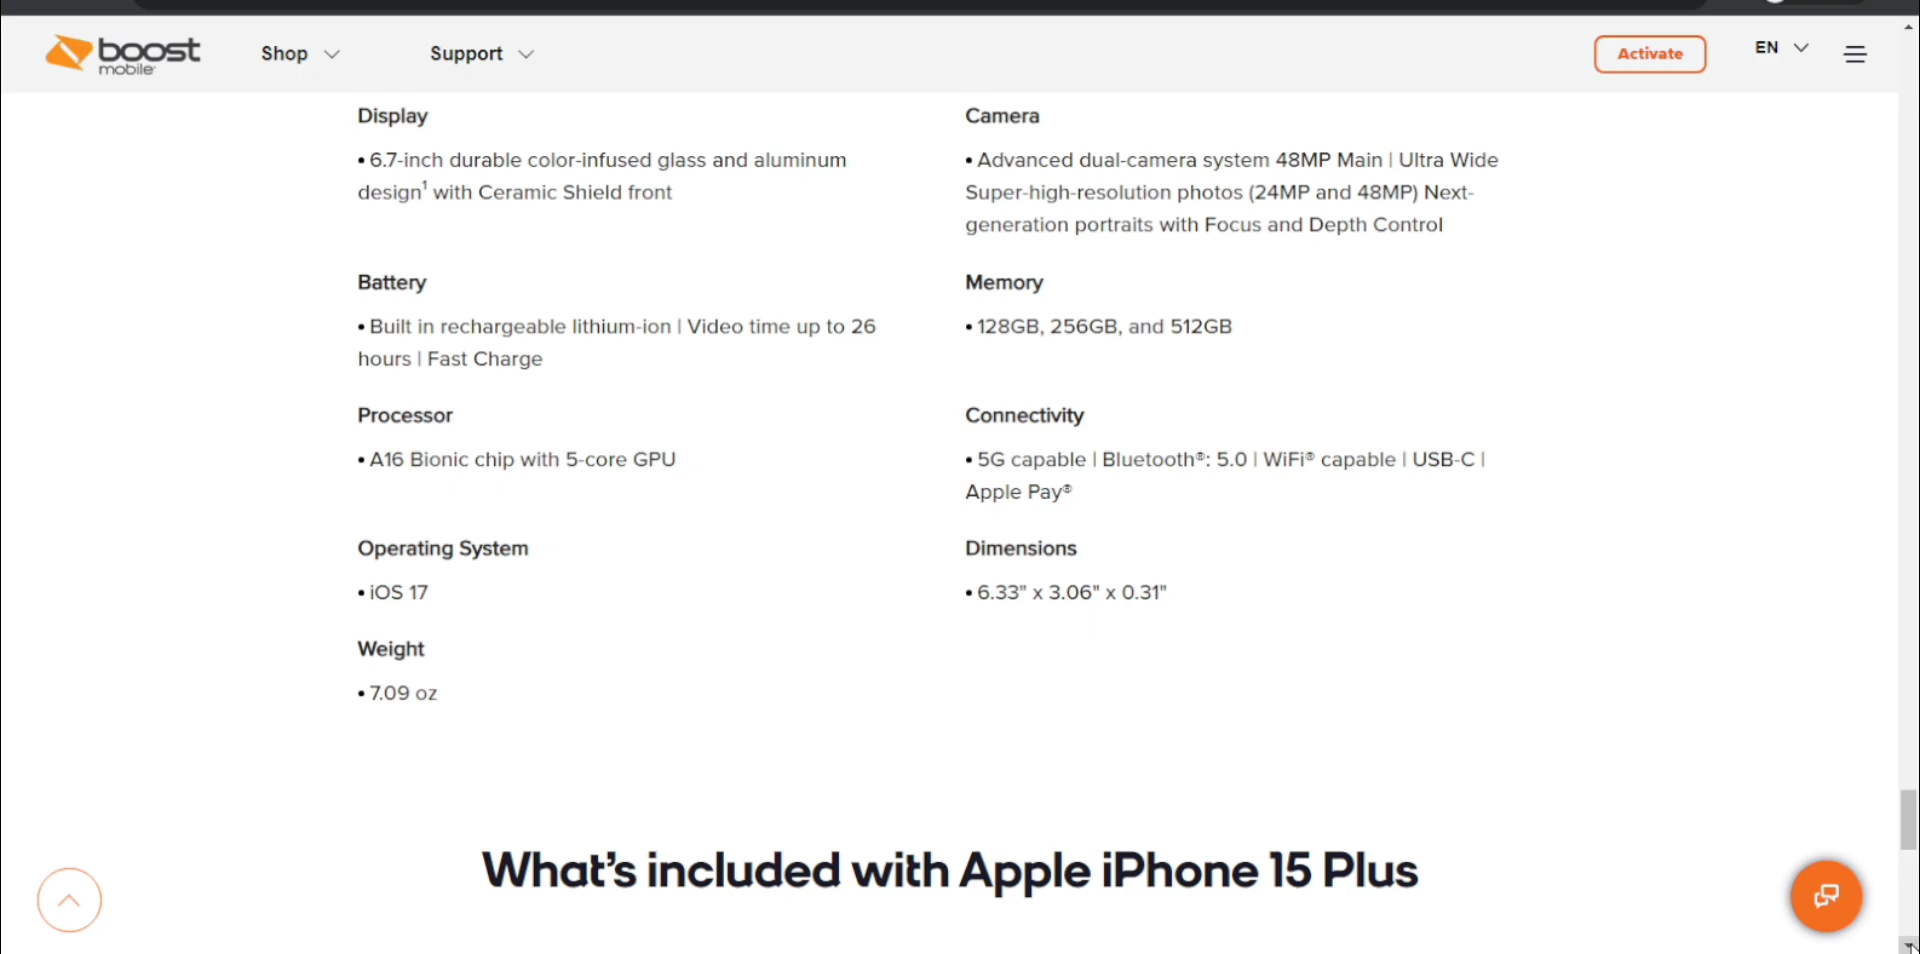 boost
mobile
Shop
Support
Activate
EN
Display
• 6.7-inch durable color-infused glass and aluminum
design¹ with Ceramic Shield front
Camera
• Advanced dual-camera system 48MP Main | Ultra Wide
Super-high-resolution photos (24MP and 48MP) Next-
generation portraits with Focus and Depth Control
Battery
• Built in rechargeable lithium-ion | Video time up to 26
hours | Fast Charge
Memory
• 128GB, 256GB, and 512GB
Processor
• A16 Bionic chip with 5-core GPU
Connectivity
• 5G capable | Bluetooth®: 5.0 | WiFi® capable | USB-C |
Apple Pay®
Operating System
• iOS 17
Dimensions
• 6.33" x 3.06" x 0.31"
Weight
• 7.09 oz
What's included with Apple iPhone 15 Plus